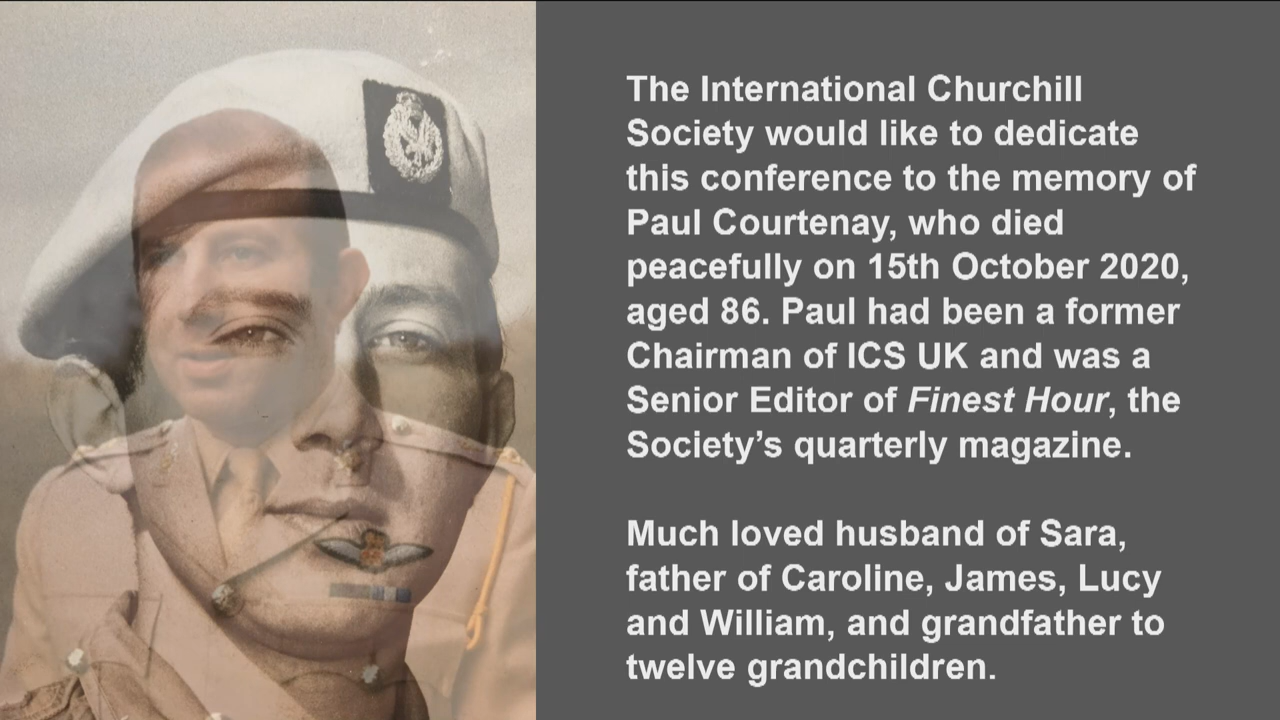 The International Churchill
Society would like to dedicate
this conference to the memory of
Paul Courtenay, who died
peacefully on 15th October 2020,
aged 86. Paul had been a former
Chairman of ICS UK and was a
Senior Editor of Finest Hour, the
Society’s quarterly magazine.
Much loved husband of Sara,
father of Caroline, James, Lucy
and William, and grandfather to
twelve grandchildren.